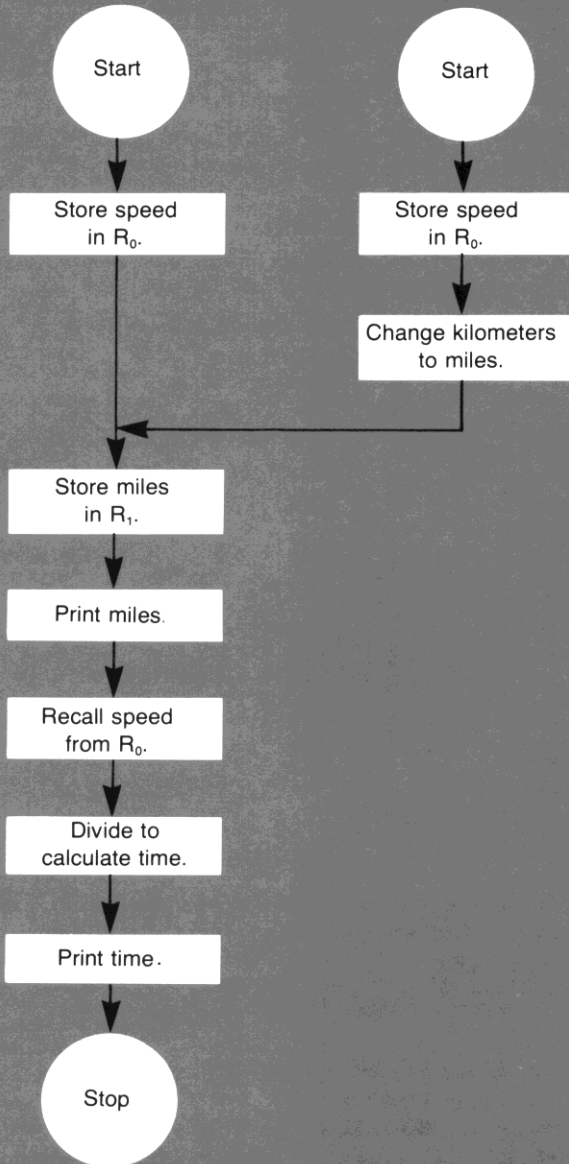 Start
Start
Store speed
in R₀.
Store speed
in R₀.
Change kilometers
to miles.
Store miles
in R₁.
Print miles.
Recall speed
from R₀.
Divide to
calculate time.
Print time.
Stop